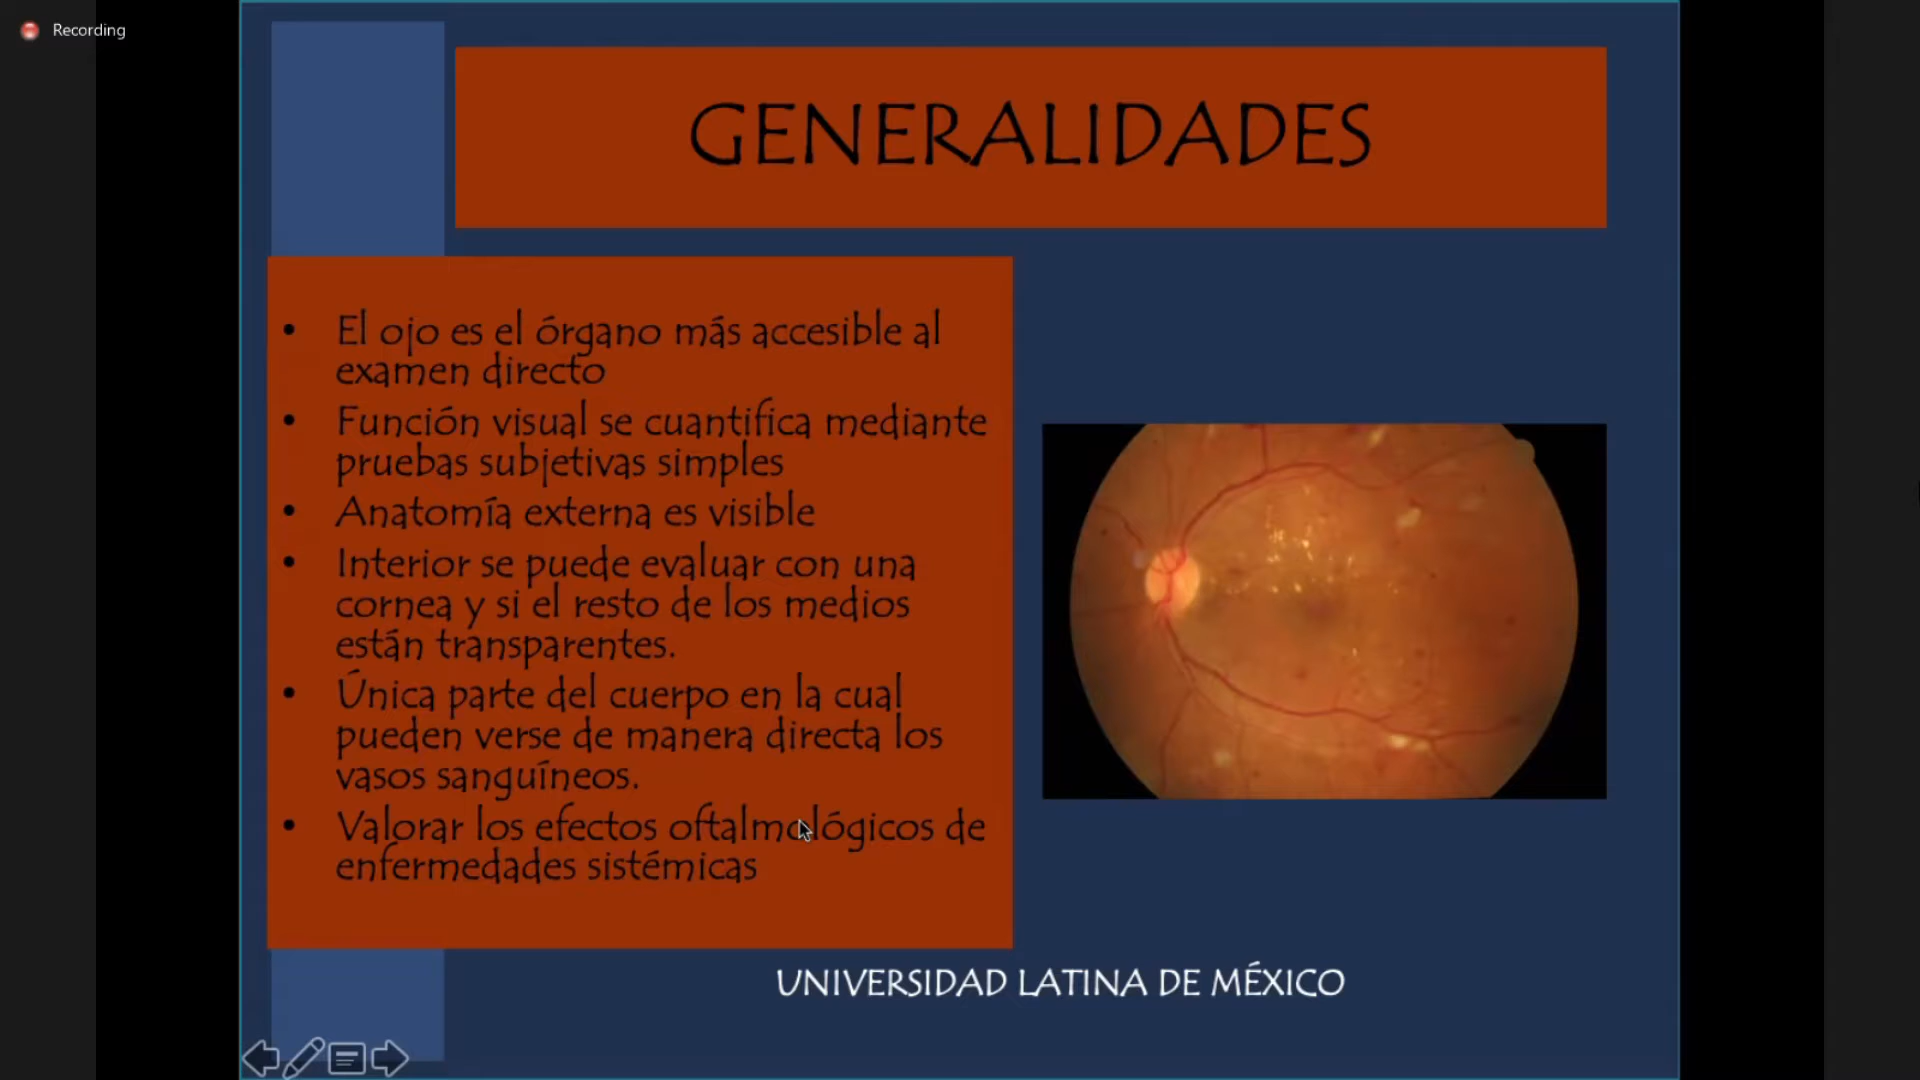 Recording
GENERALIDADES
• El ojo es el órgano más accesible al
examen directo
• Función visual se cuantifica mediante
pruebas subjetivas simples
• Anatomía externa es visible
• Interior se puede evaluar con una
cornea y si el resto de los medios
están transparentes.
• Única parte del cuerpo en la cual
pueden verse de manera directa los
vasos sanguíneos.
• Valorar los efectos oftalmológicos de
enfermedades sistémicas
UNIVERSIDAD LATINA DE MÉXICO